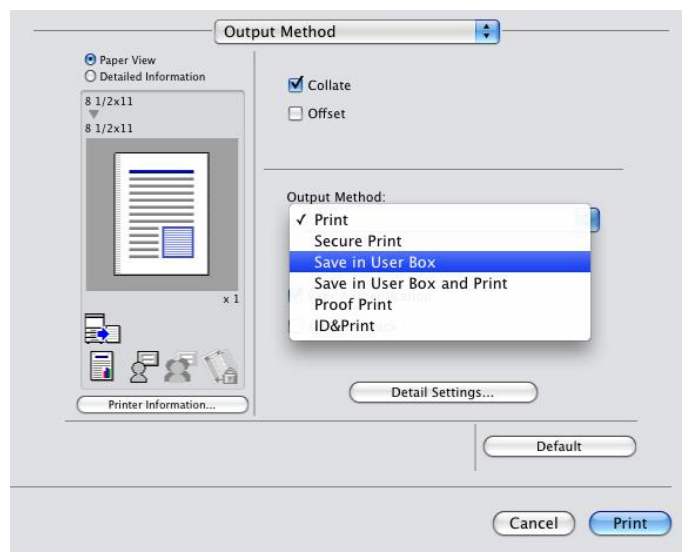 Output Method
Paper View
Detailed Information
8 1/2x11
8 1/2x11
x 1
Printer Information...
Collate
Offset
Output Method:
✓ Print
Secure Print
Save in User Box
Save in User Box and Print
Proof Print
ID&Print
Detail Settings...
Default
Cancel
Print